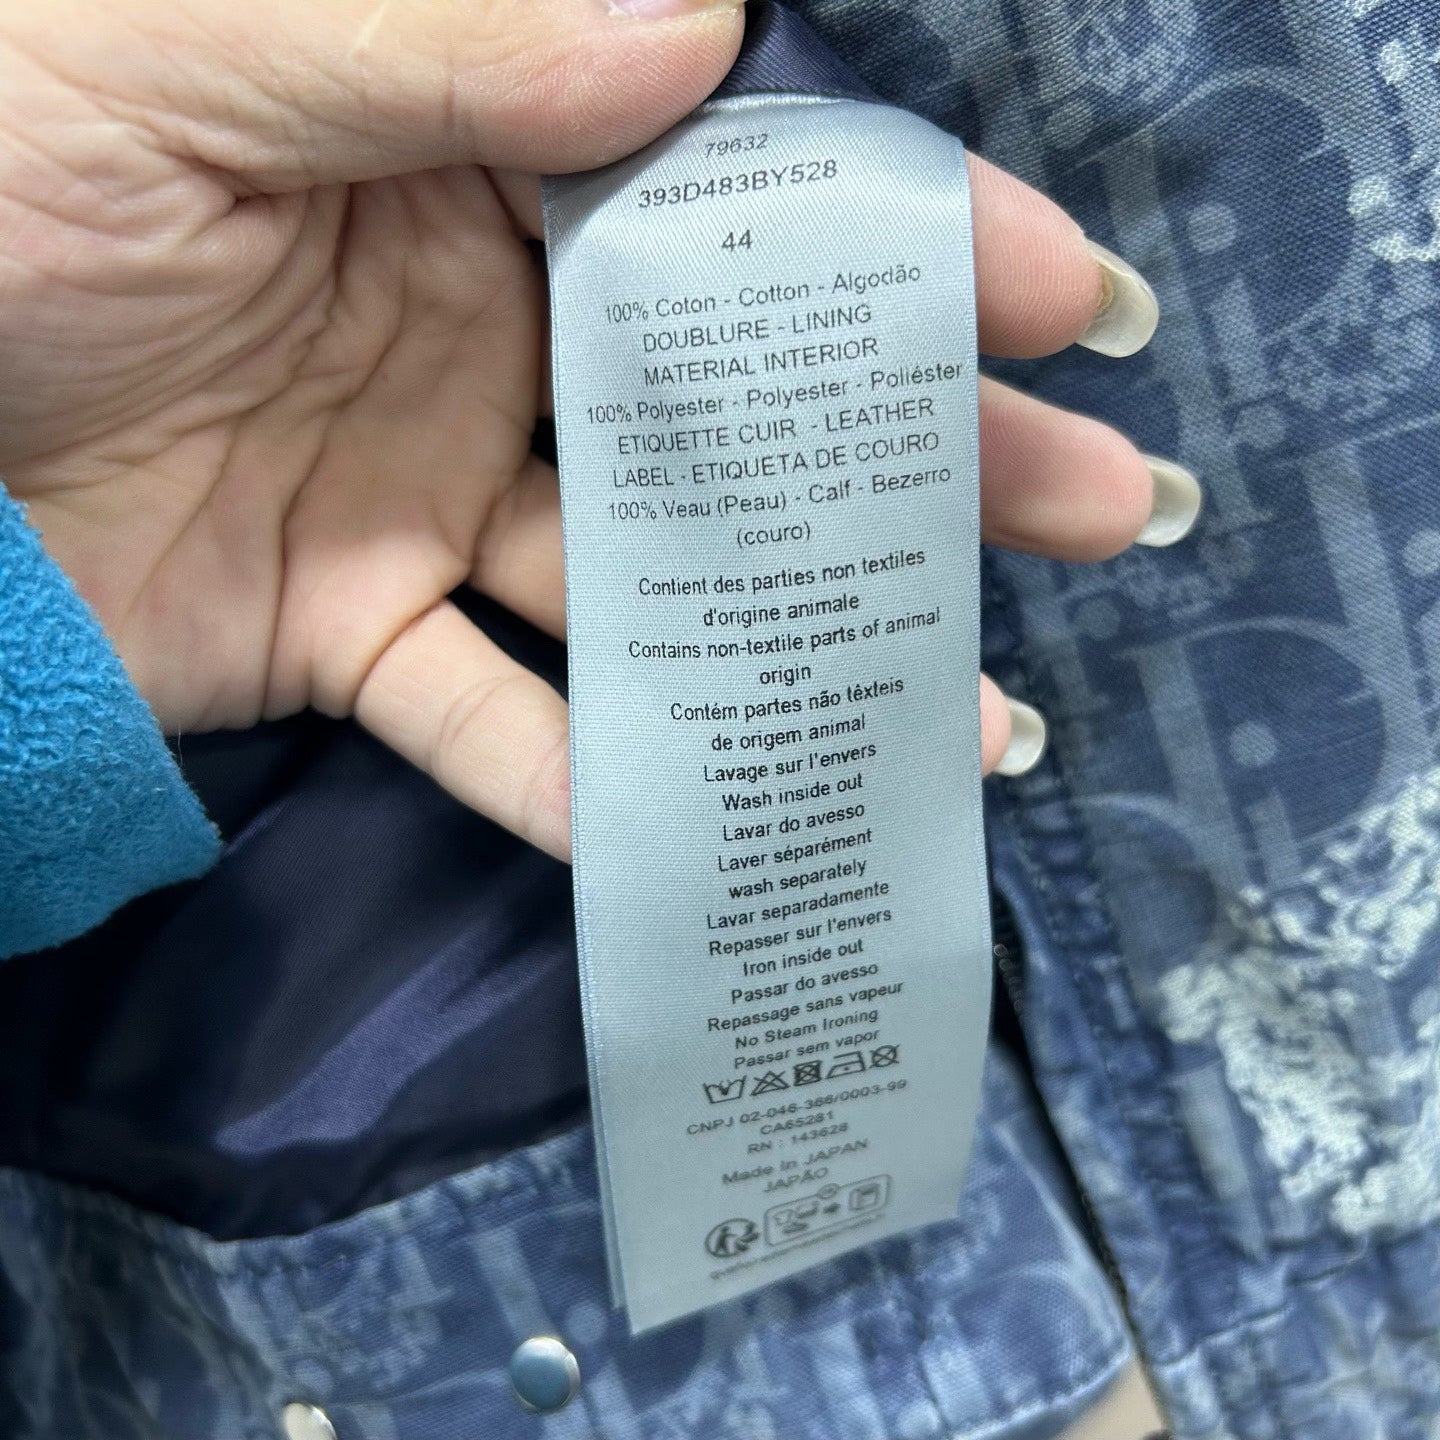 79632
393D483BY528
44
100% Coton - Cotton - Algodão
DOUBLURE - LINING
MATERIAL INTERIOR
100% Polyester - Polyester - Poliéster
ETIQUETTE CUIR - LEATHER
LABEL - ETIQUETA DE COURO
100% Veau (Peau) - Calf - Bezerro
(couro)
Contient des parties non textiles
d'origine animale
Contains non-textile parts of animal
origin
Contém partes não têxteis
de origem animal
Lavage sur l'envers
Wash inside out
Lavar do avesso
Laver séparément
wash separately
Lavar separadamente
Repasser sur l'envers
Iron inside out
Passar do avesso
Repassage sans vapeur
No Steam Ironing
Passar sem vapor
CNPJ 02-046-366/0003-99
CA65281
RN : 143628
Made in JAPAN
JAPÃO